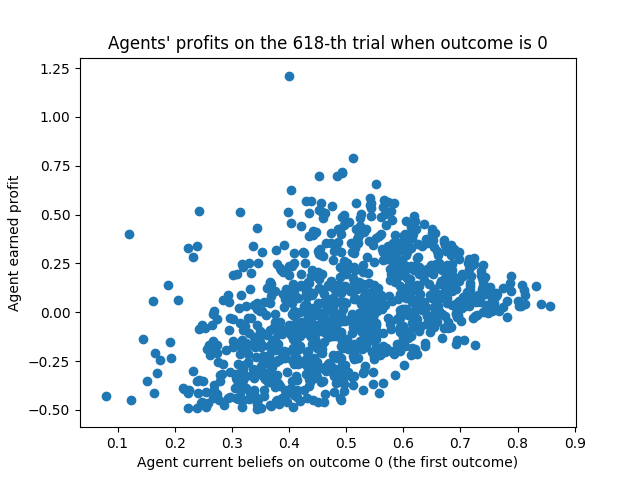 Agents' profits on the 618-th trial when outcome is 0
1.25
1.00
0.75
0.50
0.25
0.00
−0.25
−0.50
Agent earned profit
0.1 0.2 0.3 0.4 0.5 0.6 0.7 0.8 0.9
Agent current beliefs on outcome 0 (the first outcome)